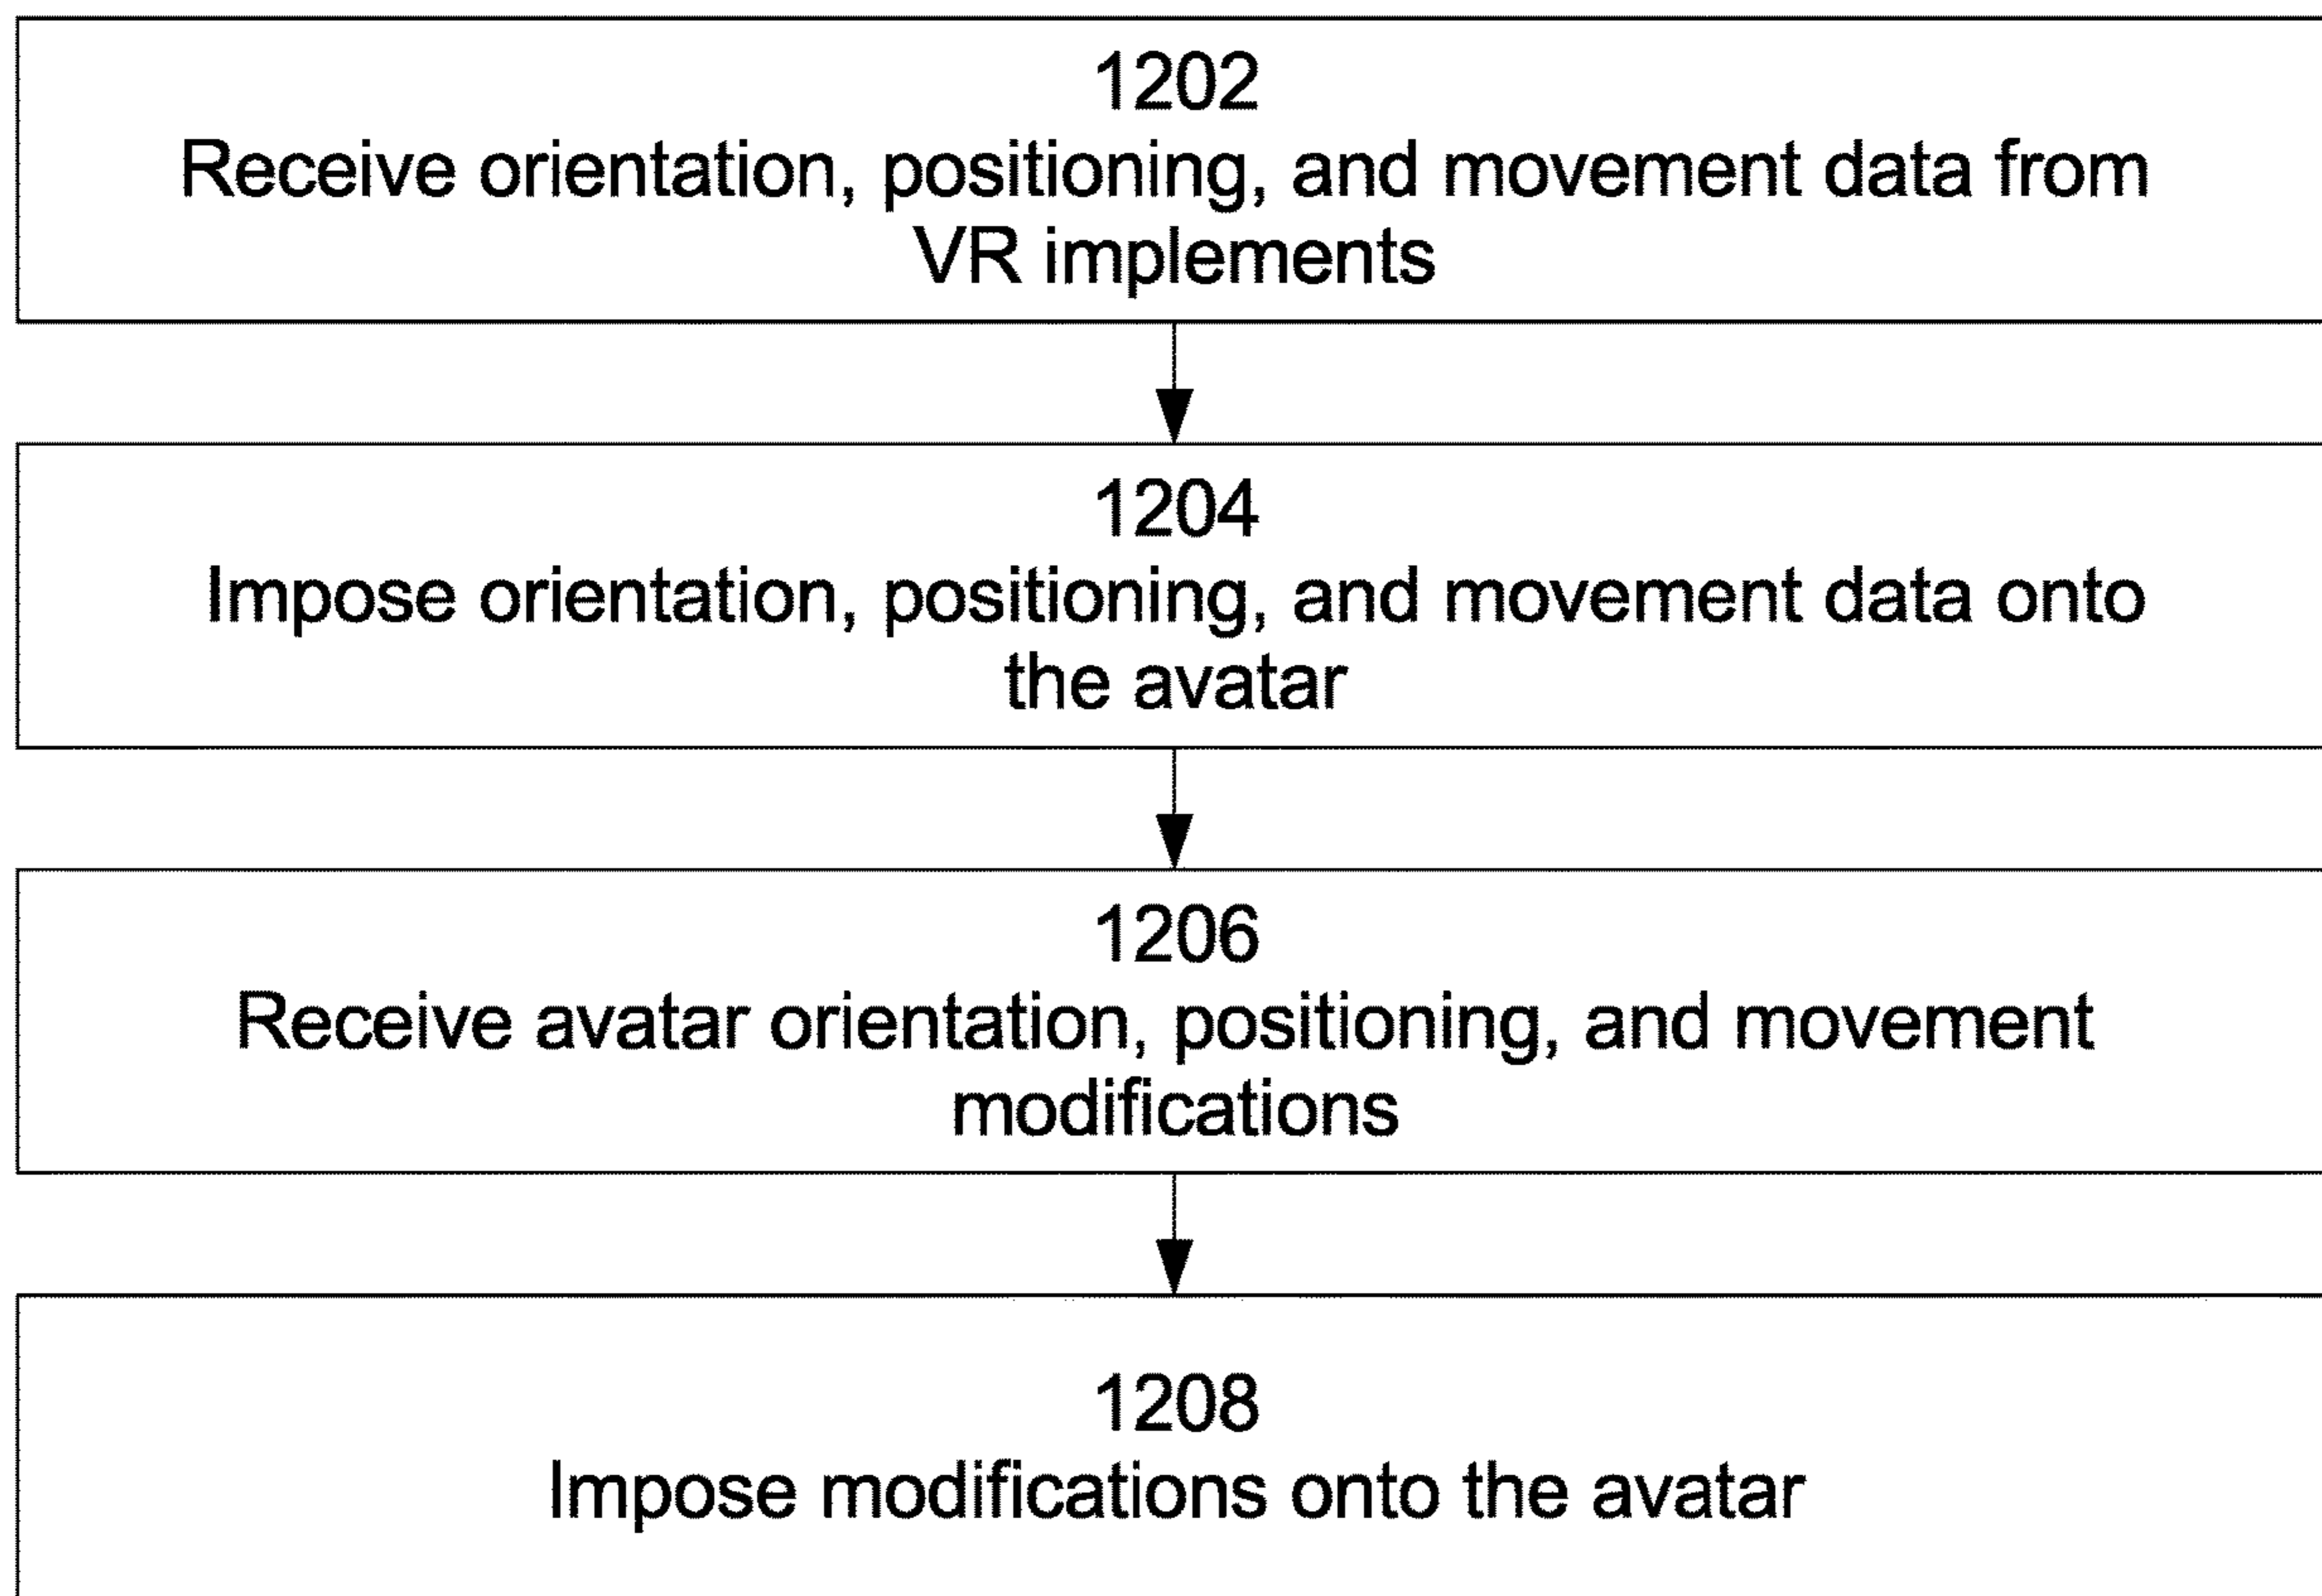 1202
Receive orientation, positioning, and movement data from
VR implements
1204
Impose orientation, positioning, and movement data onto
the avatar
1206
Receive avatar orientation, positioning, and movement
modifications
1208
Impose modifications onto the avatar